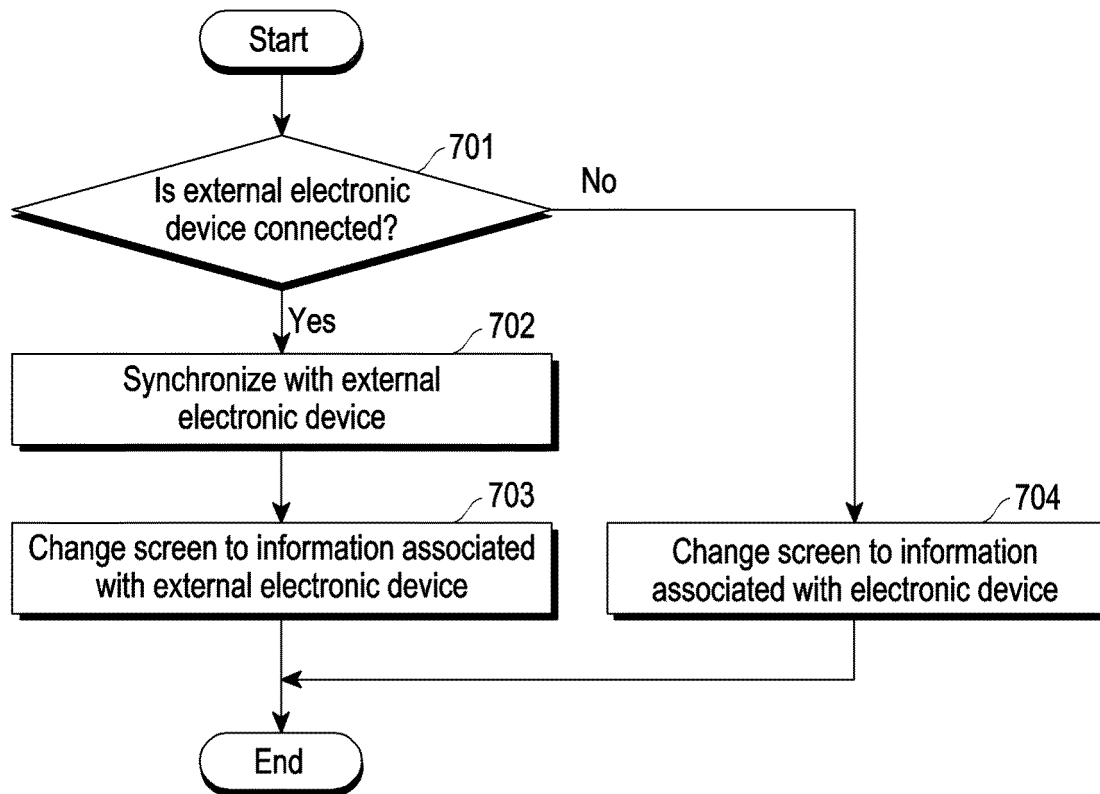 Start
701
Is external electronic
device connected?
No
Yes
702
Synchronize with external
electronic device
703
Change screen to information associated
with external electronic device
704
Change screen to information
associated with electronic device
End